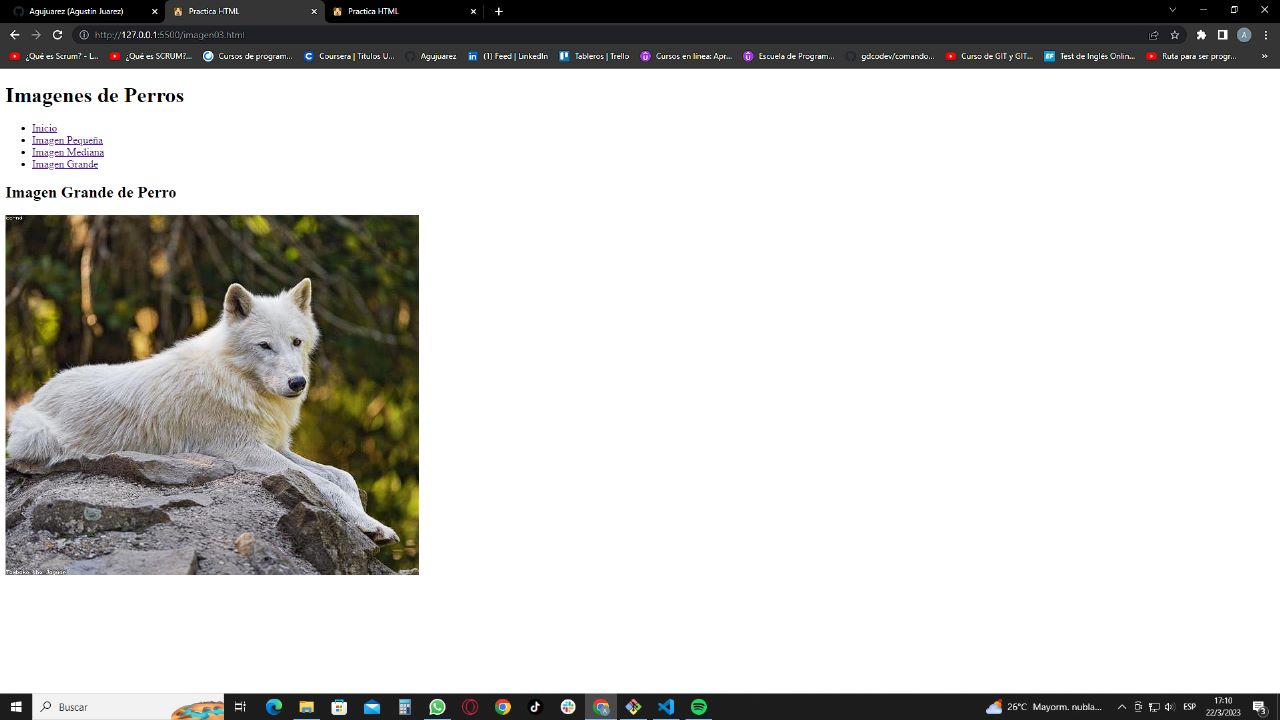 Agujuarez (Agustin Juarez)
Practica HTML
Practica HTML
http://127.0.0.1:5500/imagen03.html
A
¿Qué es Scrum? - L...
¿Qué es SCRUM?...
Cursos de program...
Coursera | Títulos U...
Agujuarez
(1) Feed | LinkedIn
Tableros | Trello
Cursos en línea: Apr...
Escuela de Program...
gdcodev/comando...
Curso de GIT y GIT...
Test de Inglés Onlin...
Ruta para ser progr...
Imagenes de Perros
Inicio
Imagen Pequeña
Imagen Mediana
Imagen Grande
Imagen Grande de Perro
Buscar
26°C Mayorm. nubla...
ESP
17:10
22/3/2023